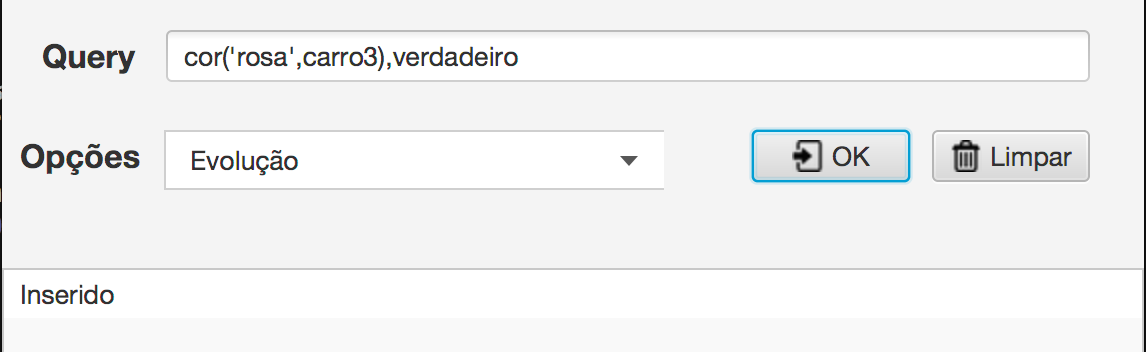 Query cor('rosa',carro3),verdadeiro
Opções Evolução OK Limpar
Inserido